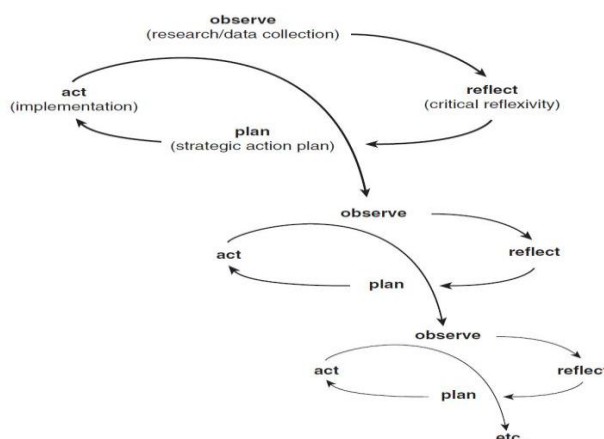 observe
(research/data collection)
act
(implementation)
reflect
(critical reflexivity)
plan
(strategic action plan)
observe
act
reflect
plan
observe
act
reflect
plan
etc